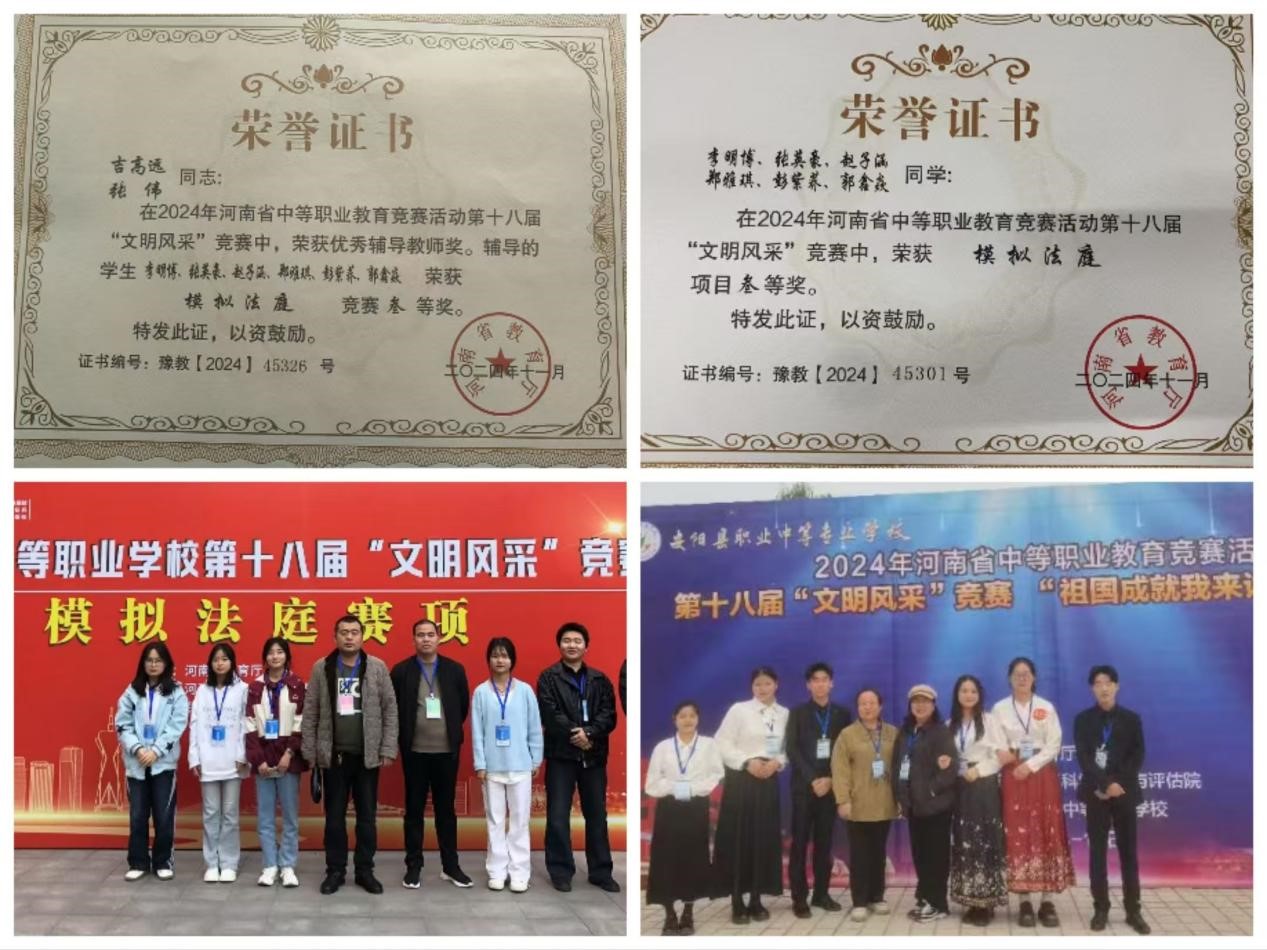 荣誉证书
吉高远
张伟 同志：
在2024年河南省中等职业教育竞赛活动第十八届
“文明风采”竞赛中，荣获优秀辅导教师奖。辅导的
学生 李明博、张英豪、赵子涵、郑雅琪、彭紫荞、郭鑫焱 荣获
模拟法庭 竞赛 叁 等奖。
特发此证，以资鼓励。
证书编号：豫教【2024】45326 号
二〇二四年十一月
河南省教育厅
荣誉证书
李明博、张英豪、赵子涵
郑雅琪、彭紫荞、郭鑫焱 同学：
在2024年河南省中等职业教育竞赛活动第十八届
“文明风采”竞赛中，荣获 模拟法庭
项目 叁 等奖。
特发此证，以资鼓励。
证书编号：豫教【2024】45301号
二〇二四年十一月
河南省教育厅
等职业学校第十八届“文明风采”竞
模拟法庭赛项
河南 育厅
安阳县职业中等专业学校
2024年河南省中等职业教育竞赛活
第十八届“文明风采”竞赛 “祖国成就我来
厅
评估院
学校